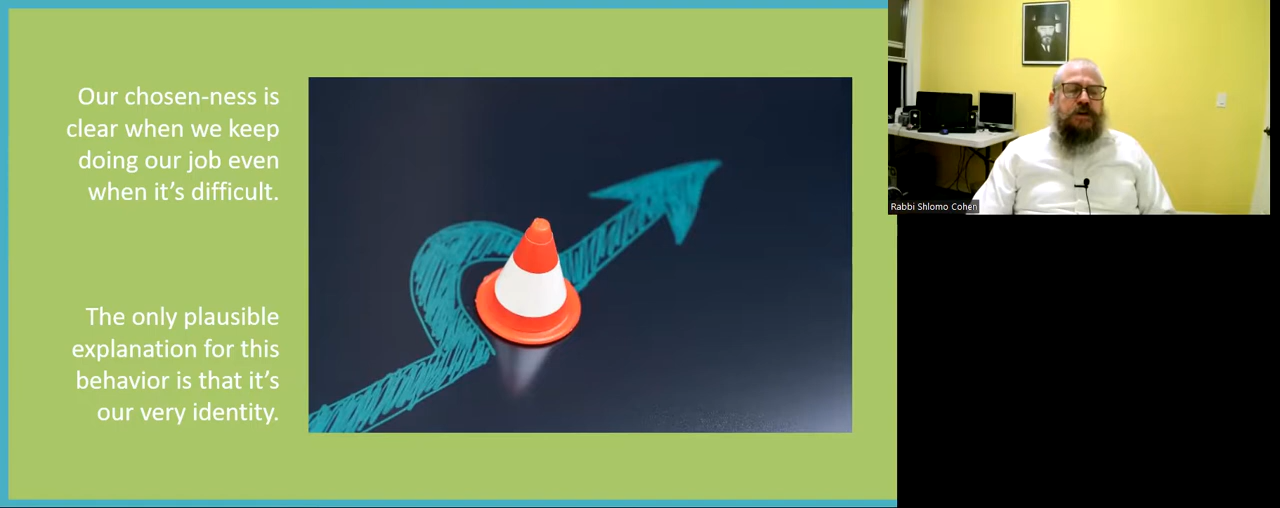 Our chosen-ness is
clear when we keep
doing our job even
when it’s difficult.
The only plausible
explanation for this
behavior is that it’s
our very identity.
Rabbi Shlomo Cohen